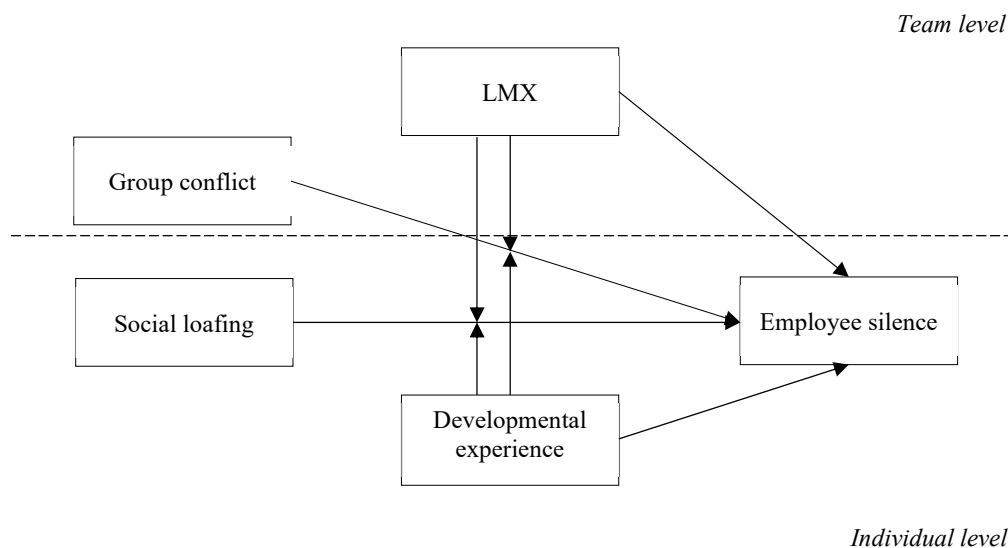 Team level
LMX
Group conflict
Social loafing
Employee silence
Developmental
experience
Individual level